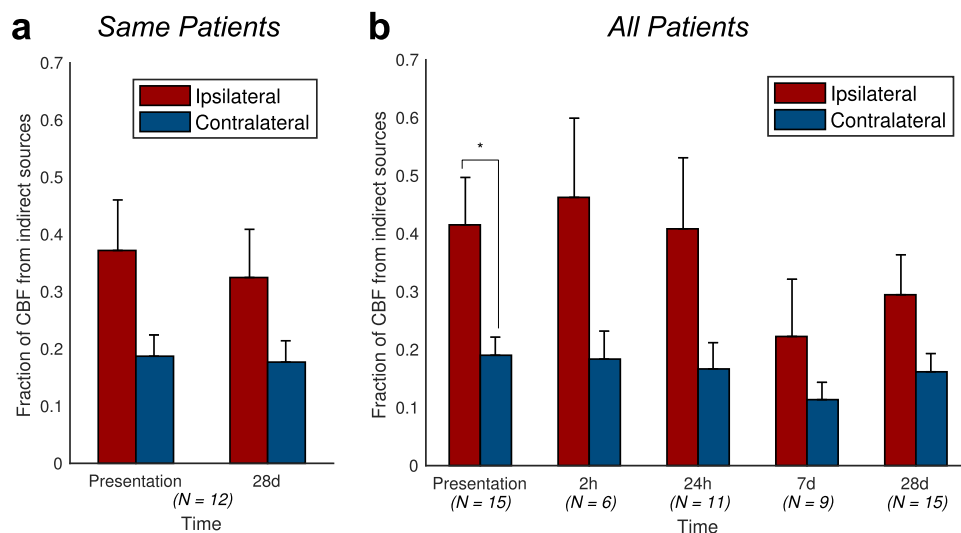 a
Same Patients
Fraction of CBF from indirect sources
0.7
0.6
0.5
0.4
0.3
0.2
0.1
0
Ipsilateral
Contralateral
Presentation
28d
(N = 12)
Time
b
All Patients
Fraction of CBF from indirect sources
0.7
0.6
0.5
0.4
0.3
0.2
0.1
0
Ipsilateral
Contralateral
*
Presentation
(N = 15)
2h
(N = 6)
24h
(N = 11)
7d
(N = 9)
28d
(N = 15)
Time